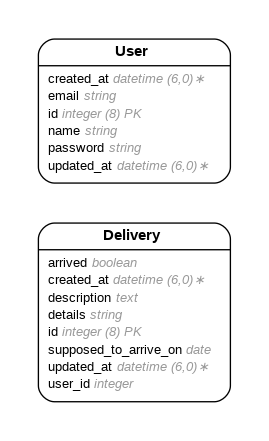 User
created_at datetime (6,0)∗
email string
id integer (8) PK
name string
password string
updated_at datetime (6,0)∗
Delivery
arrived boolean
created_at datetime (6,0)∗
description text
details string
id integer (8) PK
supposed_to_arrive_on date
updated_at datetime (6,0)∗
user_id integer